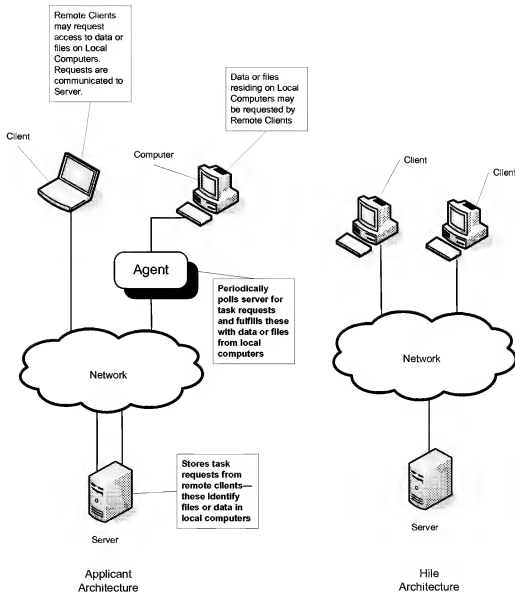 Remote Clients
may request
access to data or
files on Local
Computers.
Requests are
communicated to
Server.
Data or files
residing on Local
Computers may
be requested by
Remote Clients
Client
Computer
Agent
Periodically
polls server for
task requests
and fulfills these
with data or files
from local
computers
Network
Stores task
requests from
remote clients—
these Identify
files or data in
local computers
Server
Applicant
Architecture
Client
Client
Network
Server
Hile
Architecture